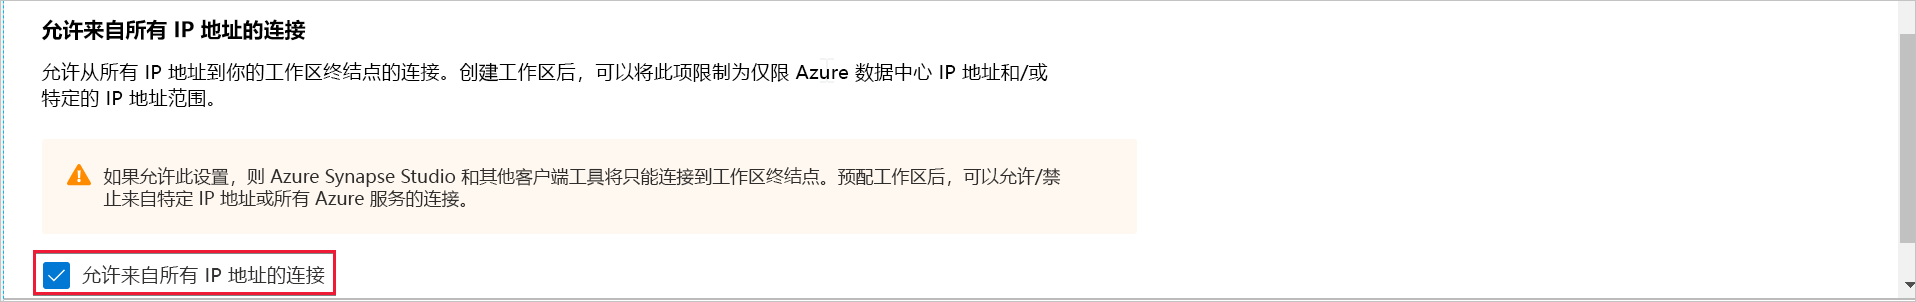 允许来自所有 IP 地址的连接
允许从所有 IP 地址到你的工作区终结点的连接。创建工作区后，可以将此项限制为仅限 Azure 数据中心 IP 地址和/或
特定的 IP 地址范围。
如果允许此设置，则 Azure Synapse Studio 和其他客户端工具将只能连接到工作区终结点。预配工作区后，可以允许/禁
止来自特定 IP 地址或所有 Azure 服务的连接。
允许来自所有 IP 地址的连接